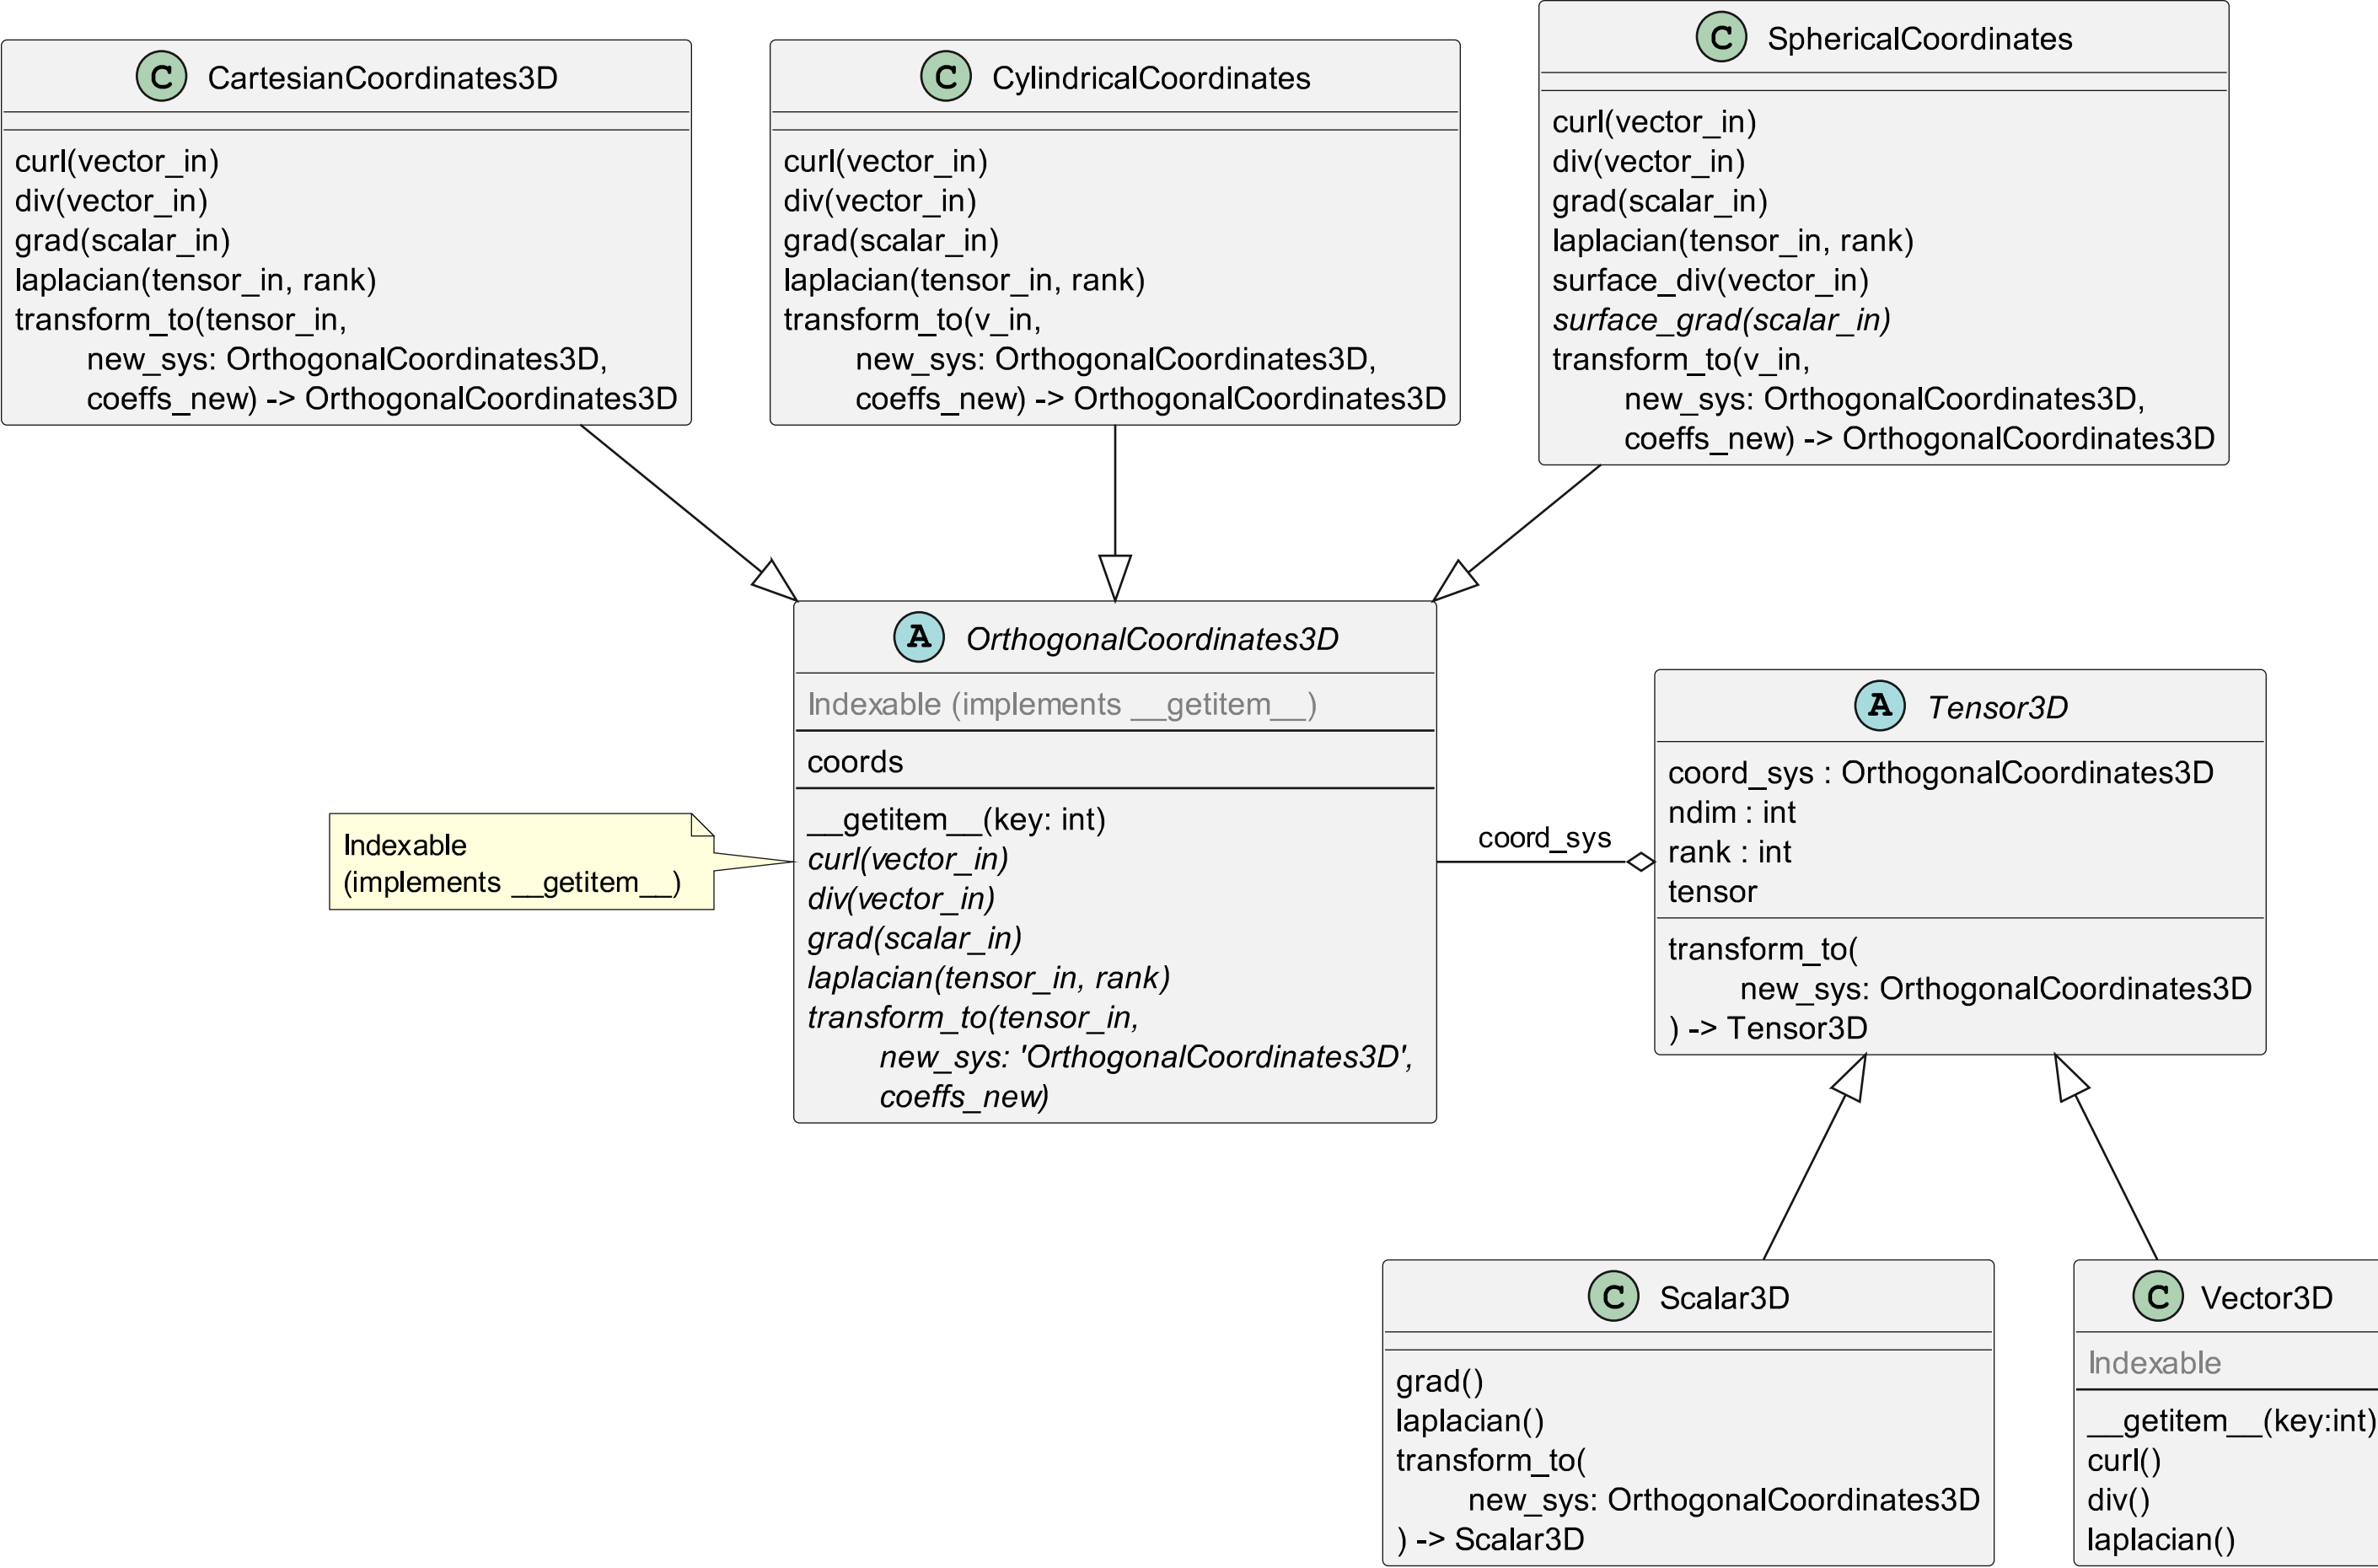 C CartesianCoordinates3D
curl(vector_in)
div(vector_in)
grad(scalar_in)
laplacian(tensor_in, rank)
transform_to(tensor_in,
new_sys: OrthogonalCoordinates3D,
coeffs_new) -> OrthogonalCoordinates3D
C CylindricalCoordinates
curl(vector_in)
div(vector_in)
grad(scalar_in)
laplacian(tensor_in, rank)
transform_to(v_in,
new_sys: OrthogonalCoordinates3D,
coeffs_new) -> OrthogonalCoordinates3D
C SphericalCoordinates
curl(vector_in)
div(vector_in)
grad(scalar_in)
laplacian(tensor_in, rank)
surface_div(vector_in)
surface_grad(scalar_in)
transform_to(v_in,
new_sys: OrthogonalCoordinates3D,
coeffs_new) -> OrthogonalCoordinates3D
Indexable
(implements __getitem__)
A OrthogonalCoordinates3D
Indexable (implements __getitem__)
coords
__getitem__(key: int)
curl(vector_in)
div(vector_in)
grad(scalar_in)
laplacian(tensor_in, rank)
transform_to(tensor_in,
new_sys: 'OrthogonalCoordinates3D',
coeffs_new)
coord_sys
A Tensor3D
coord_sys : OrthogonalCoordinates3D
ndim : int
rank : int
tensor
transform_to(
new_sys: OrthogonalCoordinates3D
) -> Tensor3D
C Scalar3D
grad()
laplacian()
transform_to(
new_sys: OrthogonalCoordinates3D
) -> Scalar3D
C Vector3D
Indexable
__getitem__(key:int)
curl()
div()
laplacian()